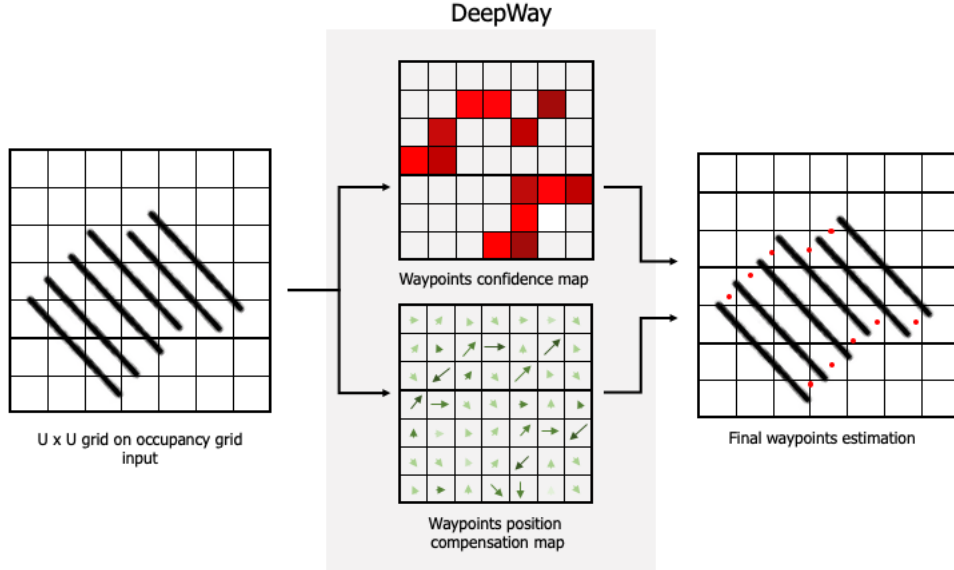 DeepWay
Waypoints confidence map
U x U grid on occupancy grid
input
Final waypoints estimation
Waypoints position
compensation map